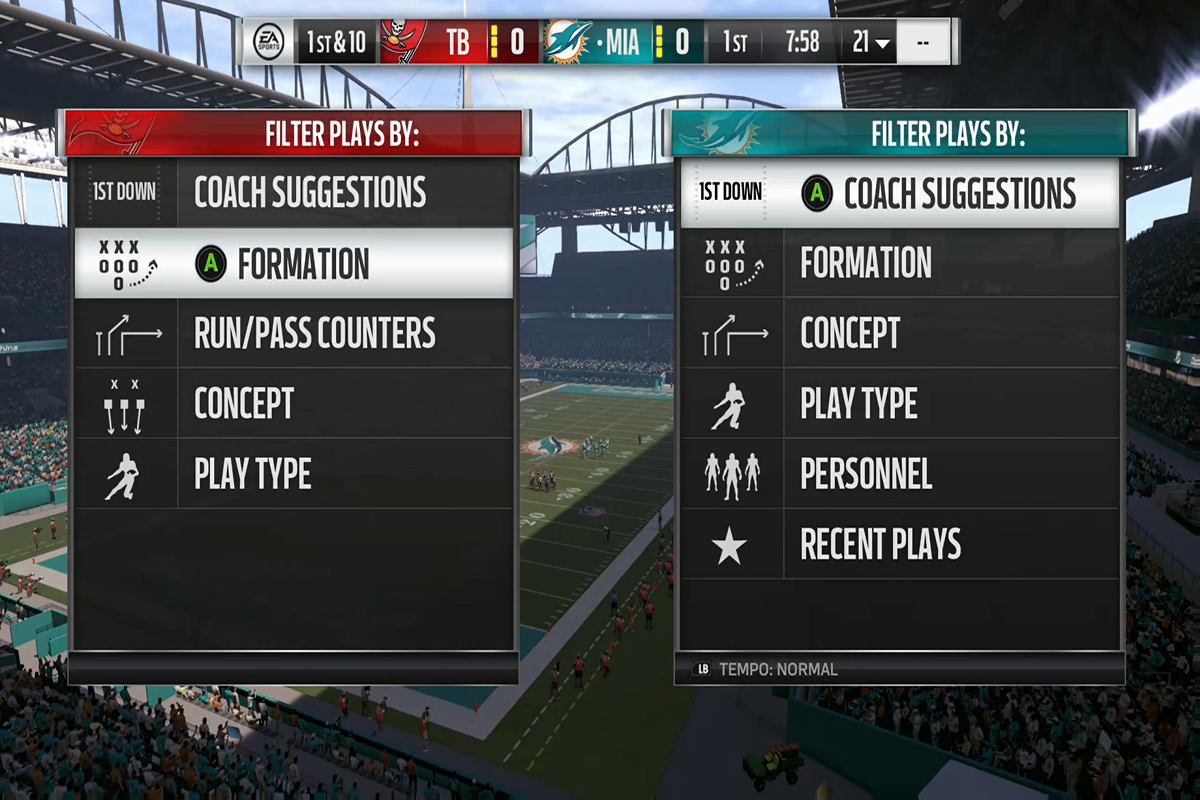 EA SPORTS 1ST & 10 TB 0 MIA 0 1ST 7:58 21 --
FILTER PLAYS BY:
1ST DOWN COACH SUGGESTIONS
X X X
O O O
O
A FORMATION
RUN/PASS COUNTERS
X X
CONCEPT
PLAY TYPE
FILTER PLAYS BY:
1ST DOWN A COACH SUGGESTIONS
X X X
O O O
O
FORMATION
CONCEPT
PLAY TYPE
PERSONNEL
RECENT PLAYS
LB TEMPO: NORMAL
20
30